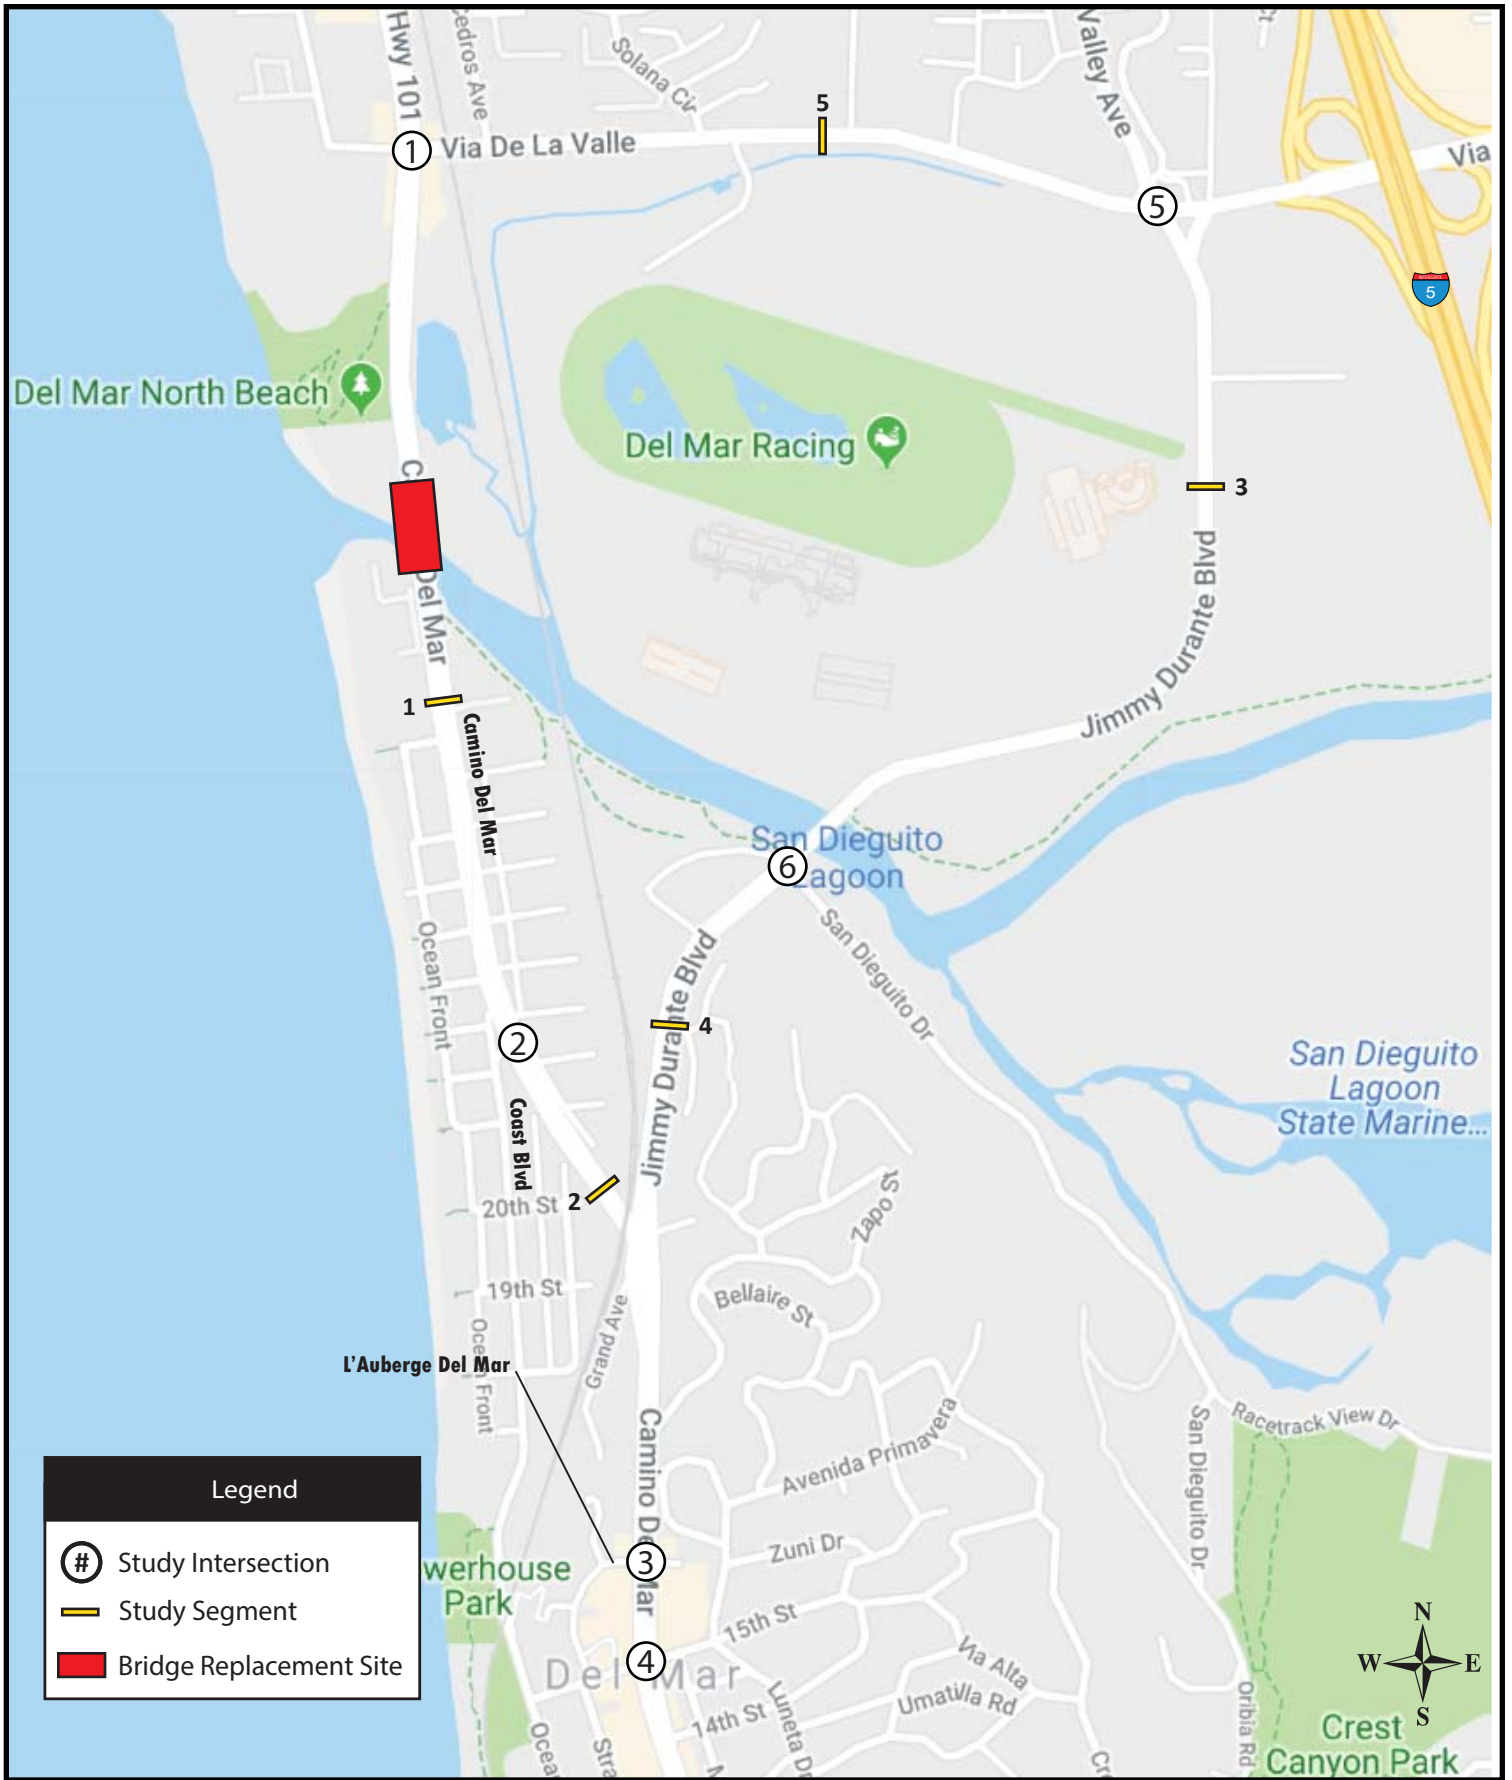 Hwy 101
Cedros Ave
Solana Cir
5
Valley Ave
Ct
1
Via De La Valle
Via
5
5
Del Mar North Beach
Del Mar Racing
3
Del Mar
Jimmy Durante Blvd
1
Camino Del Mar
San Dieguito
Lagoon
6
Ocean Front
Jimmy Durante Blvd
San Dieguito Dr
4
2
San Dieguito
Lagoon
State Marine...
Coast Blvd
20th St
2
Zapo St
19th St
Bellaire St
Grand Ave
Ocean Front
L'Auberge Del Mar
Camino Del Mar
Avenida Primavera
San Dieguito Dr
Racetrack View Dr
Legend
# Study Intersection
Study Segment
Bridge Replacement Site
werhouse
Park
3
Zuni Dr
15th St
4
Del Mar
Via Alta
Umatilla Rd
Luneta Dr
14th St
Ocea
Stra
Cre
Oribia Rd
N
W
E
S
Crest
Canyon Park